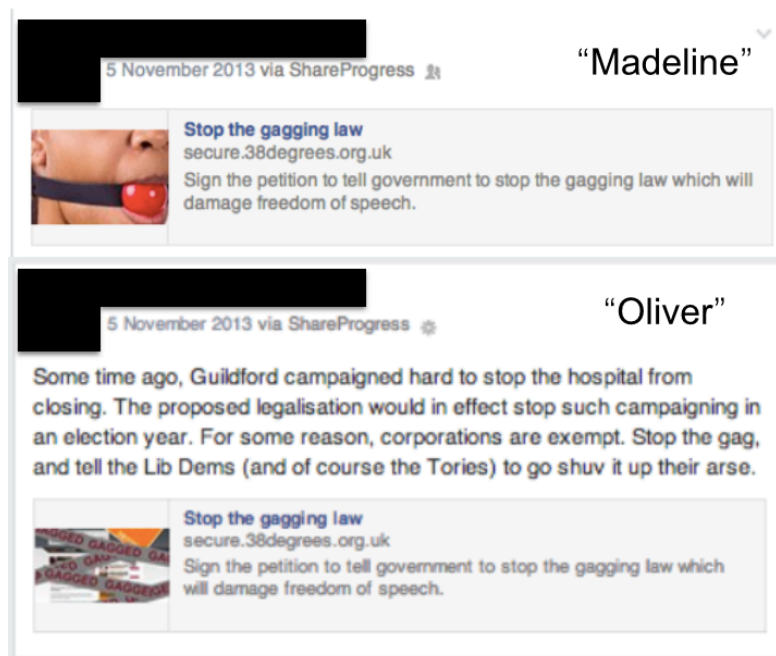 5 November 2013 via ShareProgress
“Madeline”
Stop the gagging law
secure.38degrees.org.uk
Sign the petition to tell government to stop the gagging law which will
damage freedom of speech.
5 November 2013 via ShareProgress
“Oliver”
Some time ago, Guildford campaigned hard to stop the hospital from
closing. The proposed legalisation would in effect stop such campaigning in
an election year. For some reason, corporations are exempt. Stop the gag,
and tell the Lib Dems (and of course the Tories) to go shuv it up their arse.
GAGGED GAGGED GA
GAGGED GAGGED
Stop the gagging law
secure.38degrees.org.uk
Sign the petition to tell government to stop the gagging law which
will damage freedom of speech.